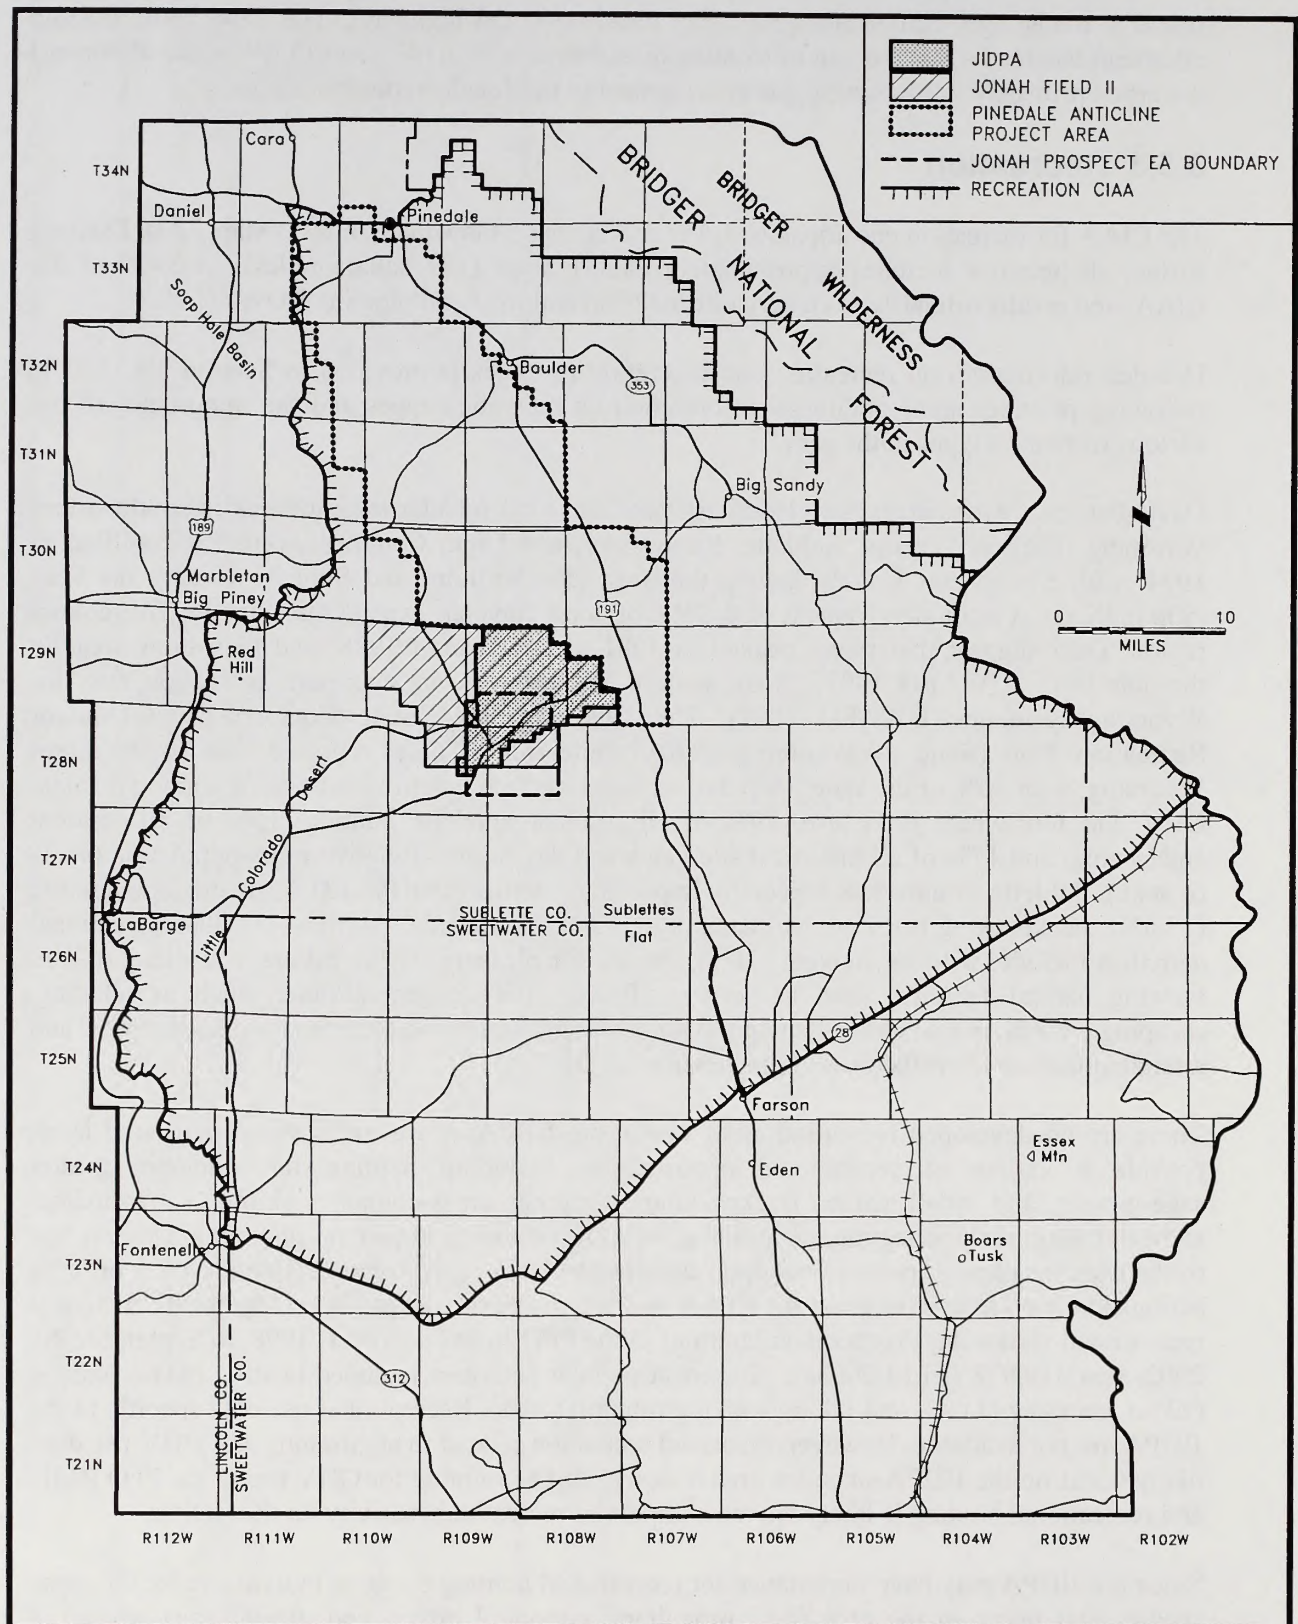 JIDPA
JONAH FIELD II
PINEDALE ANTICLINE
PROJECT AREA
JONAH PROSPECT EA BOUNDARY
RECREATION CIAA
T34N
T33N
T32N
T31N
T30N
T29N
T28N
T27N
T26N
T25N
T24N
T23N
T22N
T21N
Cara
Daniel
Pinedale
BRIDGER
NATIONAL
FOREST
BRIDGER
WILDERNESS
Soap Hole Basin
Baulder
353
Big Sandy
189
Marbletan
Big Piney
191
Red
Hill
0 10
MILES
Little Colorado Desert
LaBarge
SUBLETTE CO.
SWEETWATER CO.
Sublettes
Flat
28
Farson
Eden
Essex
Mtn
Boars
Tusk
Fontenelle
312
LINCOLN CO.
SWEETWATER CO.
R112W R111W R110W R109W R108W R107W R106W R105W R104W R103W R102W